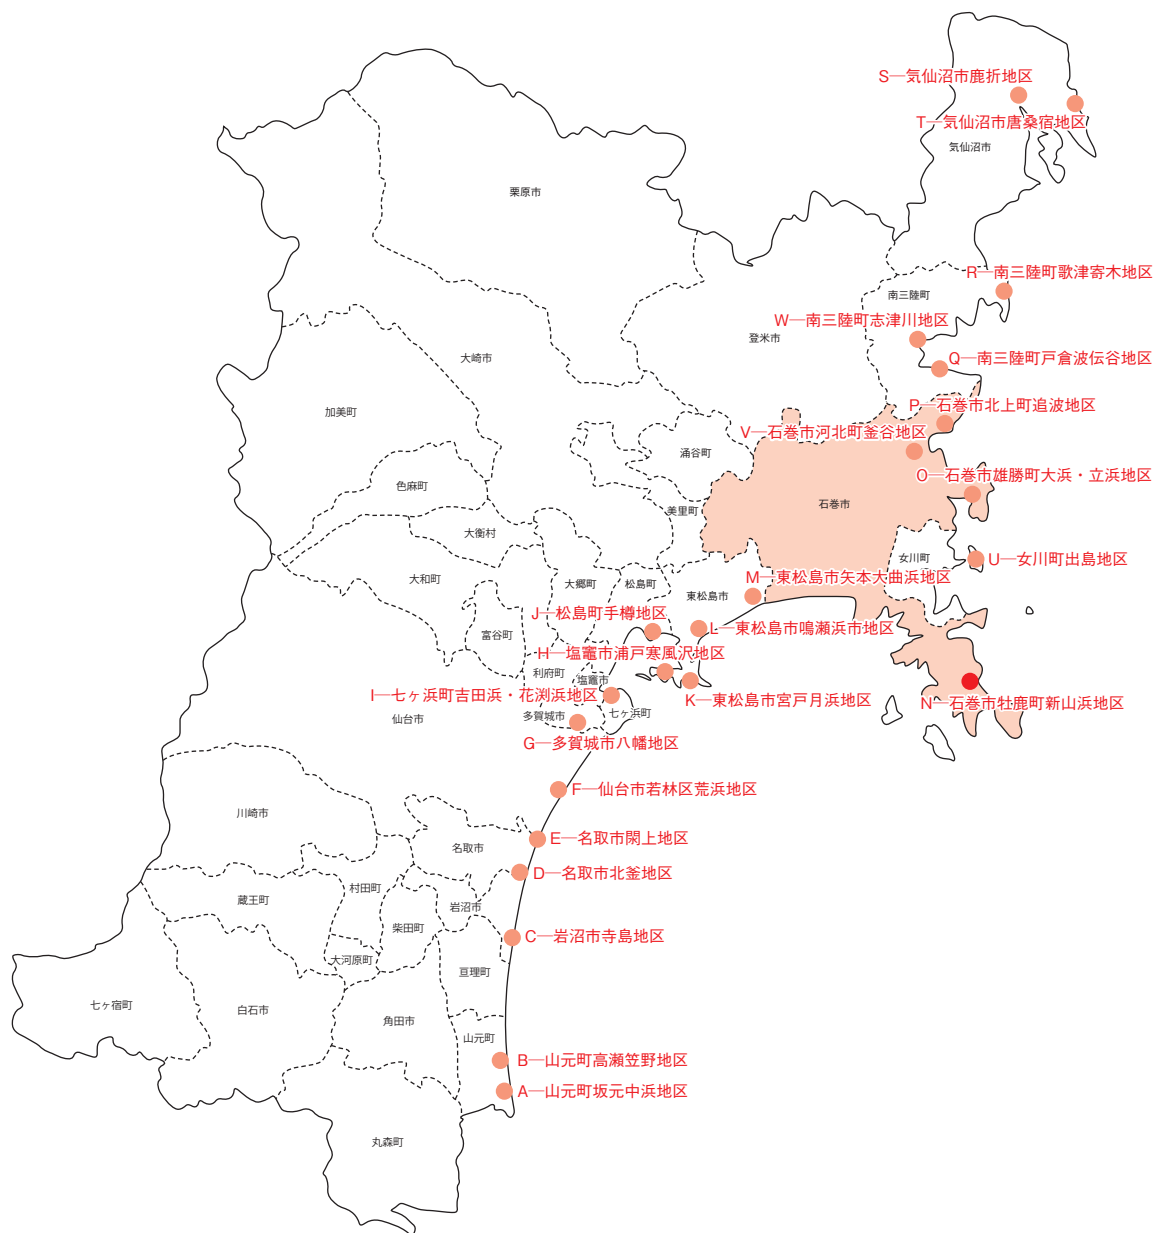 S―気仙沼市鹿折地区
T―気仙沼市唐桑宿地区
気仙沼市
栗原市
R―南三陸町歌津寄木地区
南三陸町
W―南三陸町志津川地区
登米市
大崎市
Q―南三陸町戸倉波伝谷地区
加美町
P―石巻市北上町追波地区
V―石巻市河北町釜谷地区
涌谷町
O―石巻市雄勝町大浜・立浜地区
色麻町
石巻市
美里町
大衡村
女川町
U―女川町出島地区
大和町
大郷町
松島町
M―東松島市矢本大曲浜地区
東松島市
J―松島町手樽地区
L―東松島市鳴瀬浜市地区
富谷町
H―塩竈市浦戸寒風沢地区
利府町
塩竈市
I―七ヶ浜町吉田浜・花渕浜地区
K―東松島市宮戸月浜地区
N―石巻市牡鹿町新山浜地区
仙台市
多賀城市
七ヶ浜町
G―多賀城市八幡地区
F―仙台市若林区荒浜地区
川崎市
E―名取市閖上地区
名取市
D―名取市北釜地区
村田町
蔵王町
岩沼市
柴田町
C―岩沼市寺島地区
大河原町
亘理町
七ヶ宿町
白石市
角田市
山元町
B―山元町高瀬笠野地区
A―山元町坂元中浜地区
丸森町